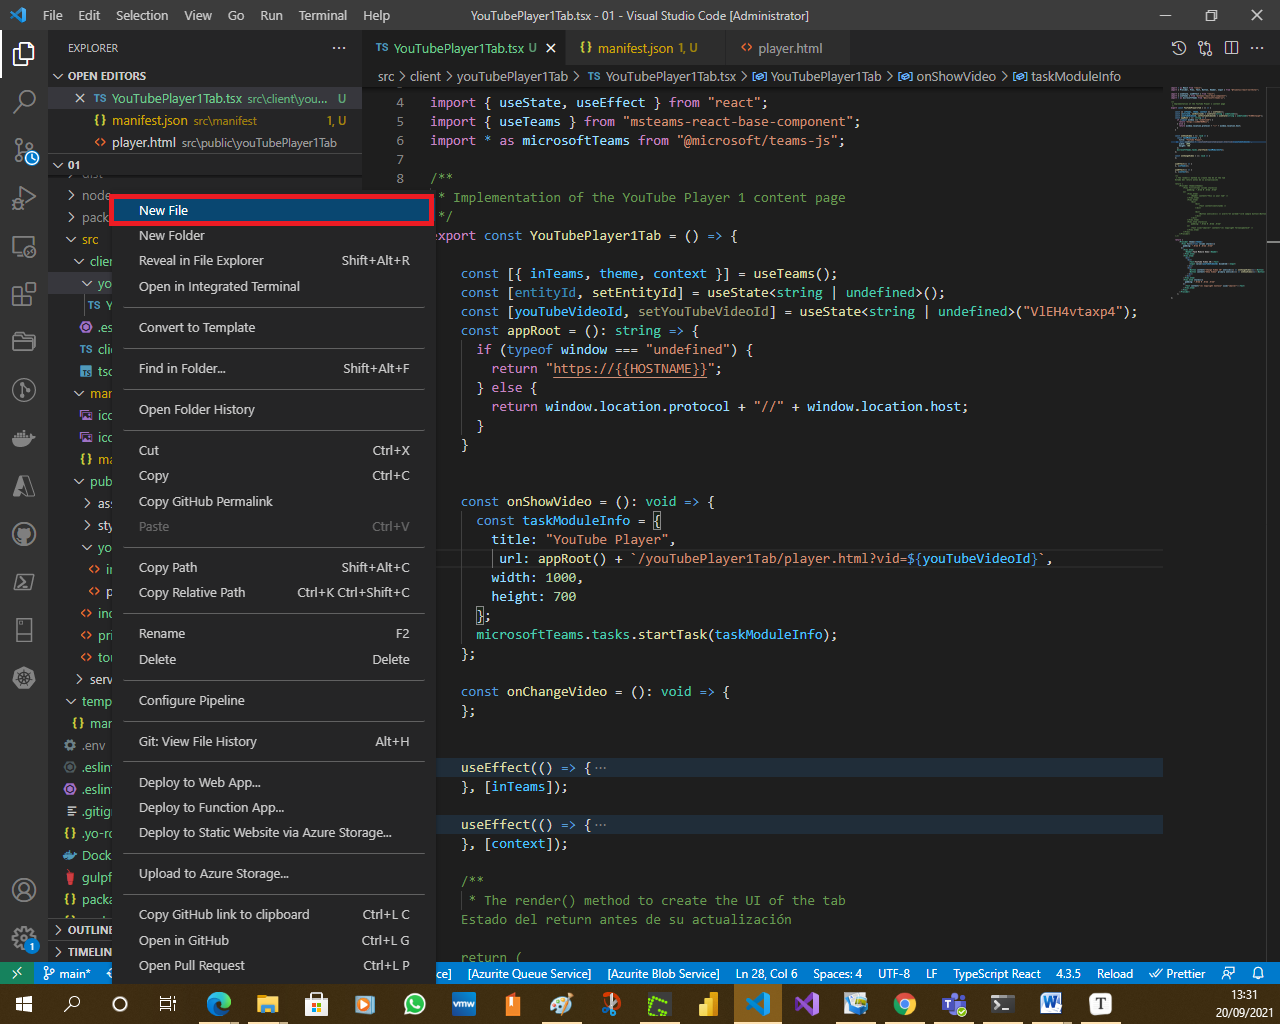 File Edit Selection View Go Run Terminal Help YouTubePlayer1Tab.tsx - 01 - Visual Studio Code [Administrator]
EXPLORER ...
TS YouTubePlayer1Tab.tsx U
{} manifest.json 1, U
<> player.html
OPEN EDITORS
src > client > youTubePlayer1Tab > TS YouTubePlayer1Tab.tsx > YouTubePlayer1Tab > onShowVideo > taskModuleInfo
TS YouTubePlayer1Tab.tsx src\client\you... U
{} manifest.json src\manifest 1, U
<> player.html src\public\youTubePlayer1Tab
01
dist
node
pack
src
clien
yo
TS Y
.es
TS clie
tsc
mar
ico
ico
{} ma
pub
ass
sty
yo
<> in
<> p
<> inc
<> pri
<> tor
serv
temp
{} mar
.env
.eslin
.eslin
.gitig
{} .yo-ro
Dock
gulpf
{} packa
OUTLINE
TIMELIN
New File
New Folder
Reveal in File Explorer Shift+Alt+R
Open in Integrated Terminal
Convert to Template
Find in Folder... Shift+Alt+F
Open Folder History
Cut Ctrl+X
Copy Ctrl+C
Copy GitHub Permalink
Paste Ctrl+V
Copy Path Shift+Alt+C
Copy Relative Path Ctrl+K Ctrl+Shift+C
Rename F2
Delete Delete
Configure Pipeline
Git: View File History Alt+H
Deploy to Web App...
Deploy to Function App...
Deploy to Static Website via Azure Storage...
Upload to Azure Storage...
Copy GitHub link to clipboard Ctrl+L C
Open in GitHub Ctrl+L G
Open Pull Request Ctrl+L P
4 import { useState, useEffect } from "react";
5 import { useTeams } from "msteams-react-base-component";
6 import * as microsoftTeams from "@microsoft/teams-js";
7
8 /**
* Implementation of the YouTube Player 1 content page
*/
export const YouTubePlayer1Tab = () => {
const [{ inTeams, theme, context }] = useTeams();
const [entityId, setEntityId] = useState<string | undefined>();
const [youTubeVideoId, setYouTubeVideoId] = useState<string | undefined>("VlEH4vtaxp4");
const appRoot = (): string => {
if (typeof window === "undefined") {
return "https://{{HOSTNAME}}";
} else {
return window.location.protocol + "//" + window.location.host;
}
}
const onShowVideo = (): void => {
const taskModuleInfo = {
title: "YouTube Player",
url: appRoot() + `/youTubePlayer1Tab/player.html?vid=${youTubeVideoId}`,
width: 1000,
height: 700
};
microsoftTeams.tasks.startTask(taskModuleInfo);
};
const onChangeVideo = (): void => {
};
useEffect(() => { ...
}, [inTeams]);
useEffect(() => { ...
}, [context]);
/**
* The render() method to create the UI of the tab
Estado del return antes de su actualización
return (
main* ce] [Azurite Queue Service] [Azurite Blob Service] Ln 28, Col 6 Spaces: 4 UTF-8 LF TypeScript React 4.3.5 Reload Prettier
1
vmw
W
T
13:31
20/09/2021